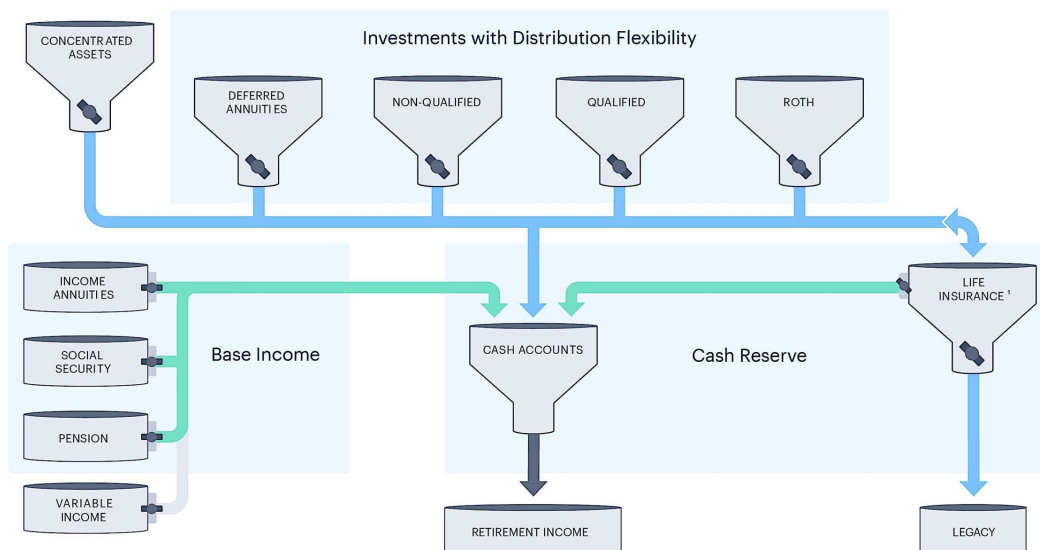 CONCENTRATED
ASSETS
Investments with Distribution Flexibility
DEFERRED
ANNUITIES
NON-QUALIFIED
QUALIFIED
ROTH
INCOME
ANNUITIES
SOCIAL
SECURITY
PENSION
VARIABLE
INCOME
Base Income
CASH ACCOUNTS
Cash Reserve
LIFE
INSURANCE ¹
RETIREMENT INCOME
LEGACY